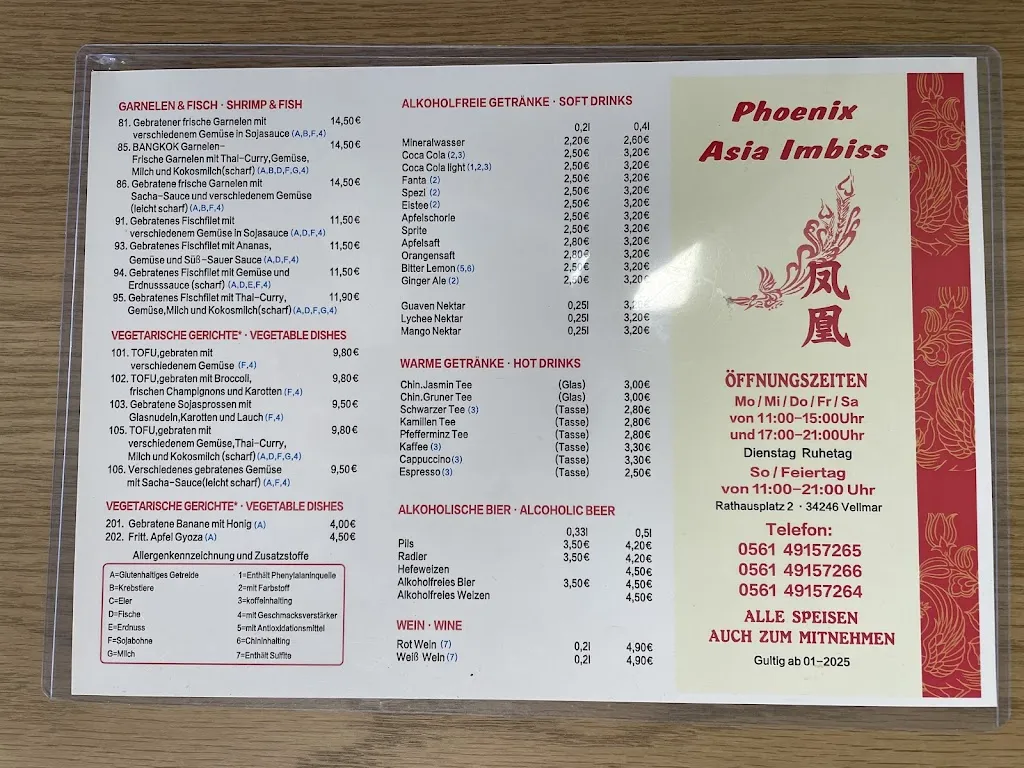 GARNELEN & FISCH · SHRIMP & FISH
81. Gebratener frische Garnelen mit 14,50€
verschiedenem Gemüse in Sojasauce (A,B,F,4)
85. BANGKOK Garnelen- 14,50€
Frische Garnelen mit Thai-Curry,Gemüse,
Milch und Kokosmilch(scharf) (A,B,D,F,G,4)
86. Gebratene frische Garnelen mit 14,50€
Sacha-Sauce und verschiedenem Gemüse
(leicht scharf) (A,B,F,4)
91. Gebratenes Fischfilet mit 11,50€
verschiedenem Gemüse in Sojasauce (A,D,F,4)
93. Gebratenes Fischfilet mit Ananas, 11,50€
Gemüse und Süß-Sauer Sauce (A,D,F,4)
94. Gebratenes Fischfilet mit Gemüse und 11,50€
Erdnusssauce (scharf) (A,D,E,F,4)
95. Gebratenes Fischfilet mit Thai-Curry, 11,90€
Gemüse,Milch und Kokosmilch(scharf) (A,D,F,G,4)
VEGETARISCHE GERICHTE* · VEGETABLE DISHES
101. TOFU,gebraten mit 9,80€
verschiedenem Gemüse (F,4)
102. TOFU,gebraten mit Broccoli, 9,80€
frischen Champignons und Karotten (F,4)
103. Gebratene Sojasprossen mit 9,50€
Glasnudeln,Karotten und Lauch (F,4)
105. TOFU,gebraten mit 9,80€
verschiedenem Gemüse,Thai-Curry,
Milch und Kokosmilch (scharf) (A,D,F,G,4)
106. Verschiedenes gebratenes Gemüse 9,50€
mit Sacha-Sauce(leicht scharf) (A,F,4)
VEGETARISCHE GERICHTE* · VEGETABLE DISHES
201. Gebratene Banane mit Honig (A) 4,00€
202. Fritt. Apfel Gyoza (A) 4,50€
Allergenkennzeichnung und Zusatzstoffe
A=Glutenhaltiges Getreide 1=Enthält Phenylalaninquelle
B=Krebstiere 2=mit Farbstoff
C=Eier 3=koffeinhalting
D=Fische 4=mit Geschmacksverstärker
E=Erdnuss 5=mit Antioxidationsmittel
F=Sojabohne 6=Chininhalting
G=Milch 7=Enthält Sulfite
ALKOHOLFREIE GETRÄNKE · SOFT DRINKS
0,2l 0,4l
Mineralwasser 2,20€ 2,60€
Coca Cola (2,3) 2,50€ 3,20€
Coca Cola light (1,2,3) 2,50€ 3,20€
Fanta (2) 2,50€ 3,20€
Spezi (2) 2,50€ 3,20€
Eistee (2) 2,50€ 3,20€
Apfelschorle 2,50€ 3,20€
Sprite 2,50€ 3,20€
Apfelsaft 2,80€ 3,20€
Orangensaft 2,80€ 3,20€
Bitter Lemon (5,6) 2,50€ 3,20€
Ginger Ale (2) 2,50€ 3,20€
Guaven Nektar 0,25l
Lychee Nektar 0,25l 3,20€
Mango Nektar 0,25l 3,20€
WARME GETRÄNKE · HOT DRINKS
Chin.Jasmin Tee (Glas) 3,00€
Chin.Gruner Tee (Glas) 3,00€
Schwarzer Tee (3) (Tasse) 2,80€
Kamillen Tee (Tasse) 2,80€
Pfefferminz Tee (Tasse) 2,80€
Kaffee (3) (Tasse) 3,30€
Cappuccino (3) (Tasse) 3,30€
Espresso (3) (Tasse) 2,50€
ALKOHOLISCHE BIER · ALCOHOLIC BEER
0,33l 0,5l
Pils 3,50€ 4,20€
Radler 3,50€ 4,20€
Hefeweizen 4,50€
Alkoholfreies Bier 3,50€ 4,50€
Alkoholfreies Weizen 4,50€
WEIN · WINE
Rot Wein (7) 0,2l 4,90€
Weiß Wein (7) 0,2l 4,90€
Phoenix
Asia Imbiss
凤
凰
ÖFFNUNGSZEITEN
Mo / Mi / Do / Fr / Sa
von 11:00-15:00Uhr
und 17:00-21:00Uhr
Dienstag Ruhetag
So / Feiertag
von 11:00-21:00 Uhr
Rathausplatz 2 · 34246 Vellmar
Telefon:
0561 49157265
0561 49157266
0561 49157264
ALLE SPEISEN
AUCH ZUM MITNEHMEN
Gultig ab 01-2025